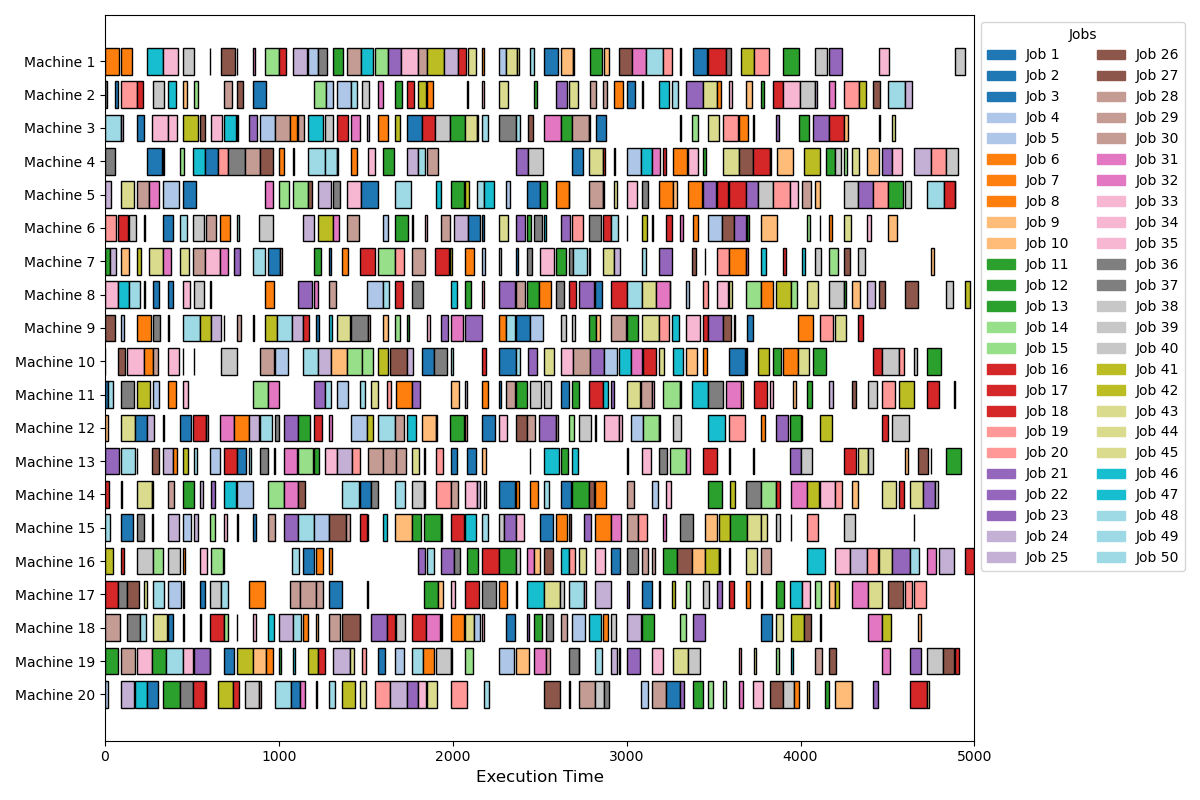 Machine 1
Machine 2
Machine 3
Machine 4
Machine 5
Machine 6
Machine 7
Machine 8
Machine 9
Machine 10
Machine 11
Machine 12
Machine 13
Machine 14
Machine 15
Machine 16
Machine 17
Machine 18
Machine 19
Machine 20
0 1000 2000 3000 4000 5000
Execution Time
Jobs
Job 1 Job 26
Job 2 Job 27
Job 3 Job 28
Job 4 Job 29
Job 5 Job 30
Job 6 Job 31
Job 7 Job 32
Job 8 Job 33
Job 9 Job 34
Job 10 Job 35
Job 11 Job 36
Job 12 Job 37
Job 13 Job 38
Job 14 Job 39
Job 15 Job 40
Job 16 Job 41
Job 17 Job 42
Job 18 Job 43
Job 19 Job 44
Job 20 Job 45
Job 21 Job 46
Job 22 Job 47
Job 23 Job 48
Job 24 Job 49
Job 25 Job 50